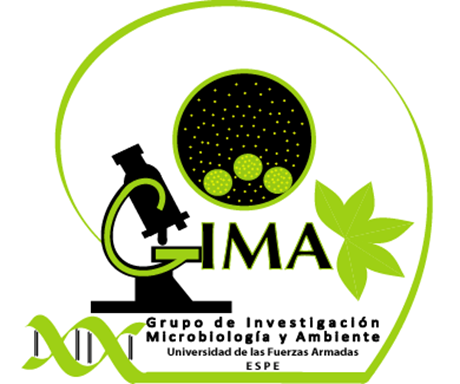 GIMA
Grupo de Investigación
Microbiología y Ambiente
Universidad de las Fuerzas Armadas
ESPE